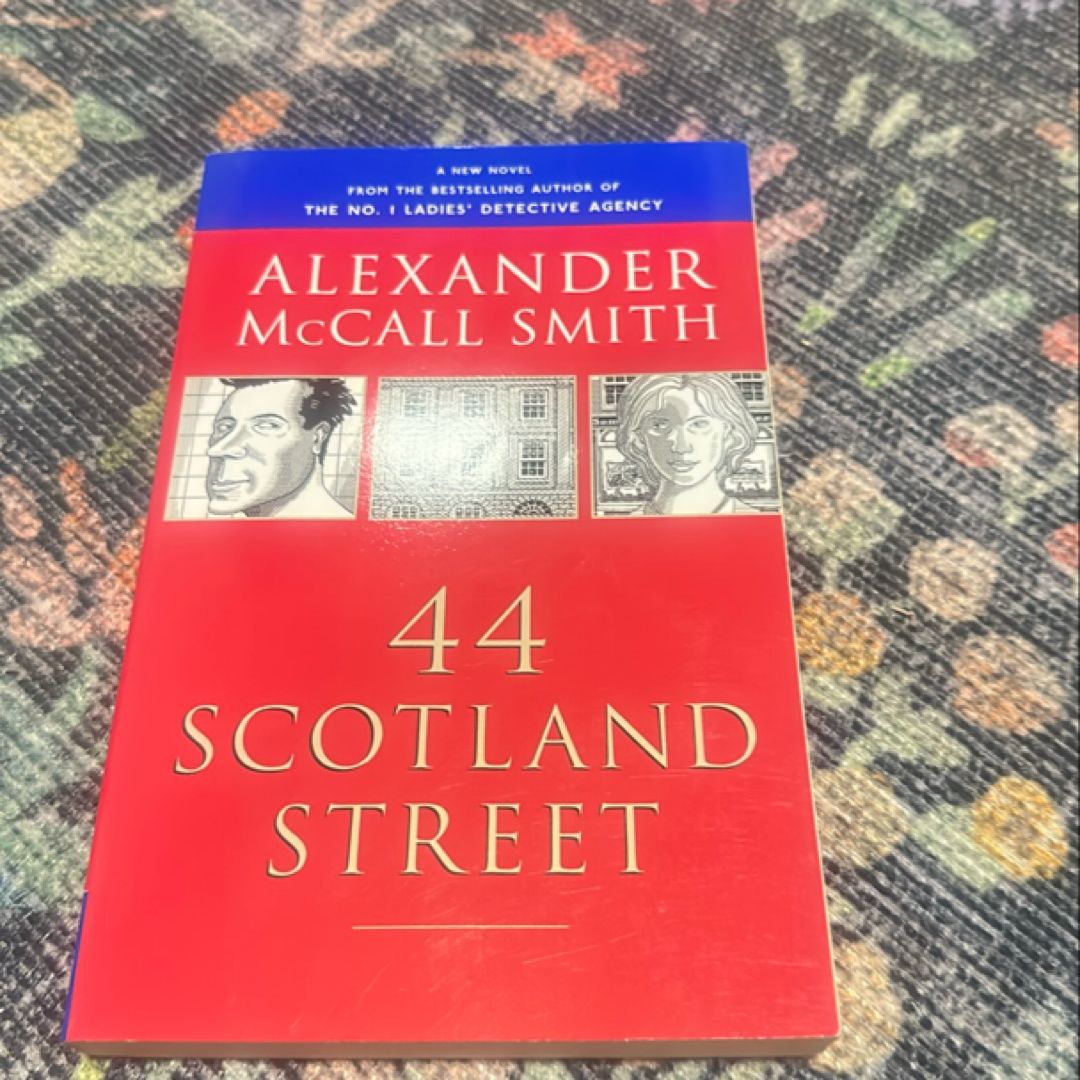 A NEW NOVEL
FROM THE BESTSELLING AUTHOR OF
THE NO. 1 LADIES' DETECTIVE AGENCY
ALEXANDER
McCALL SMITH
44
SCOTLAND
STREET